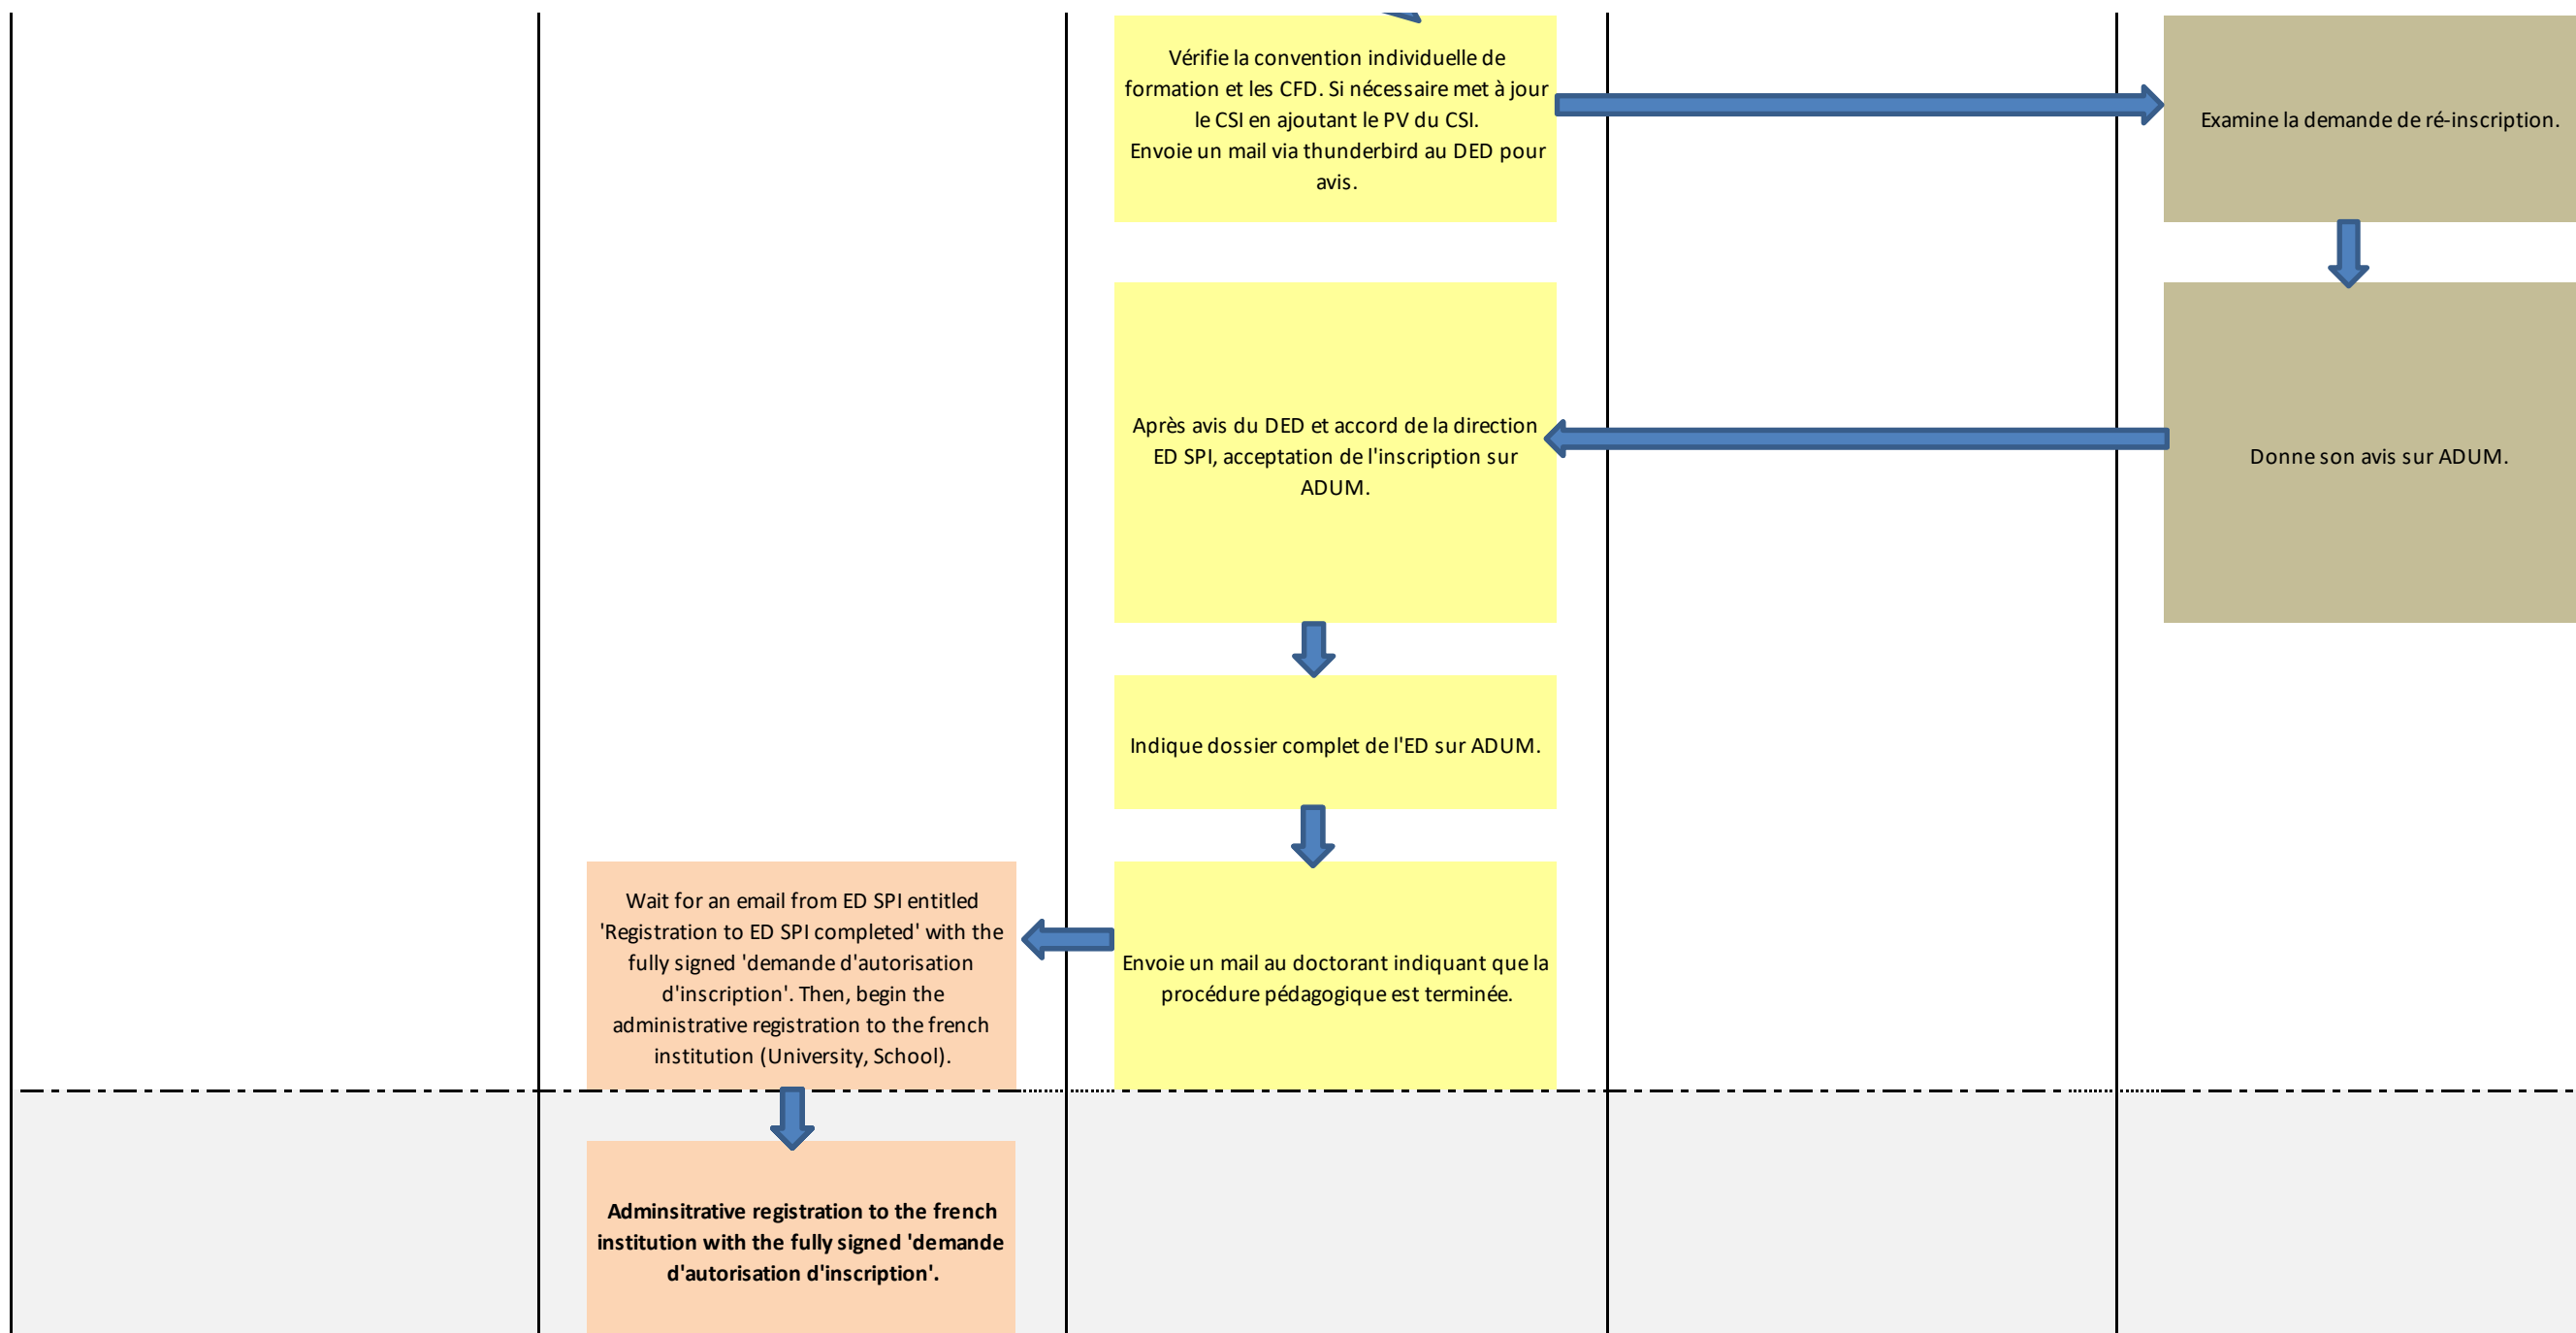 Vérifie la convention individuelle de
formation et les CFD. Si nécessaire met à jour
le CSI en ajoutant le PV du CSI.
Envoie un mail via thunderbird au DED pour
avis.
Examine la demande de ré-inscription.
Après avis du DED et accord de la direction
ED SPI, acceptation de l'inscription sur
ADUM.
Donne son avis sur ADUM.
Indique dossier complet de l'ED sur ADUM.
Wait for an email from ED SPI entitled
'Registration to ED SPI completed' with the
fully signed 'demande d'autorisation
d'inscription'. Then, begin the
administrative registration to the french
institution (University, School).
Envoie un mail au doctorant indiquant que la
procédure pédagogique est terminée.
Adminsitrative registration to the french
institution with the fully signed 'demande
d'autorisation d'inscription'.